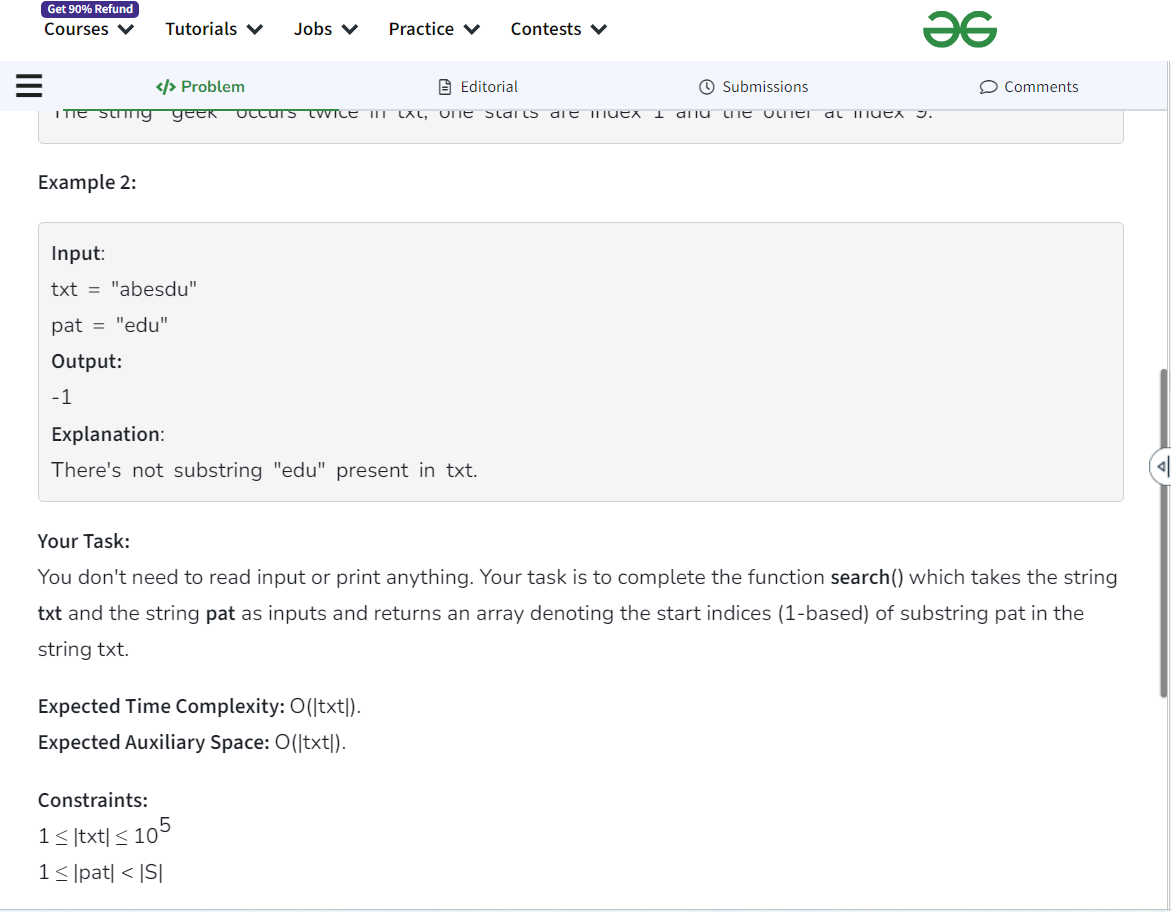 Get 90% Refund
Courses Tutorials Jobs Practice Contests
</> Problem Editorial Submissions Comments
The string "geek" occurs twice in txt, one starts are index 1 and the other at index 9.
Example 2:
Input:
txt = "abesdu"
pat = "edu"
Output:
-1
Explanation:
There's not substring "edu" present in txt.
Your Task:
You don't need to read input or print anything. Your task is to complete the function search() which takes the string
txt and the string pat as inputs and returns an array denoting the start indices (1-based) of substring pat in the
string txt.
Expected Time Complexity: O(|txt|).
Expected Auxiliary Space: O(|txt|).
Constraints:
1 ≤ |txt| ≤ 10⁵
1 ≤ |pat| < |S|